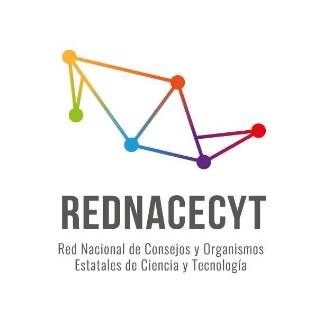 REDNACECYT
Red Nacional de Consejos y Organismos
Estatales de Ciencia y Tecnología